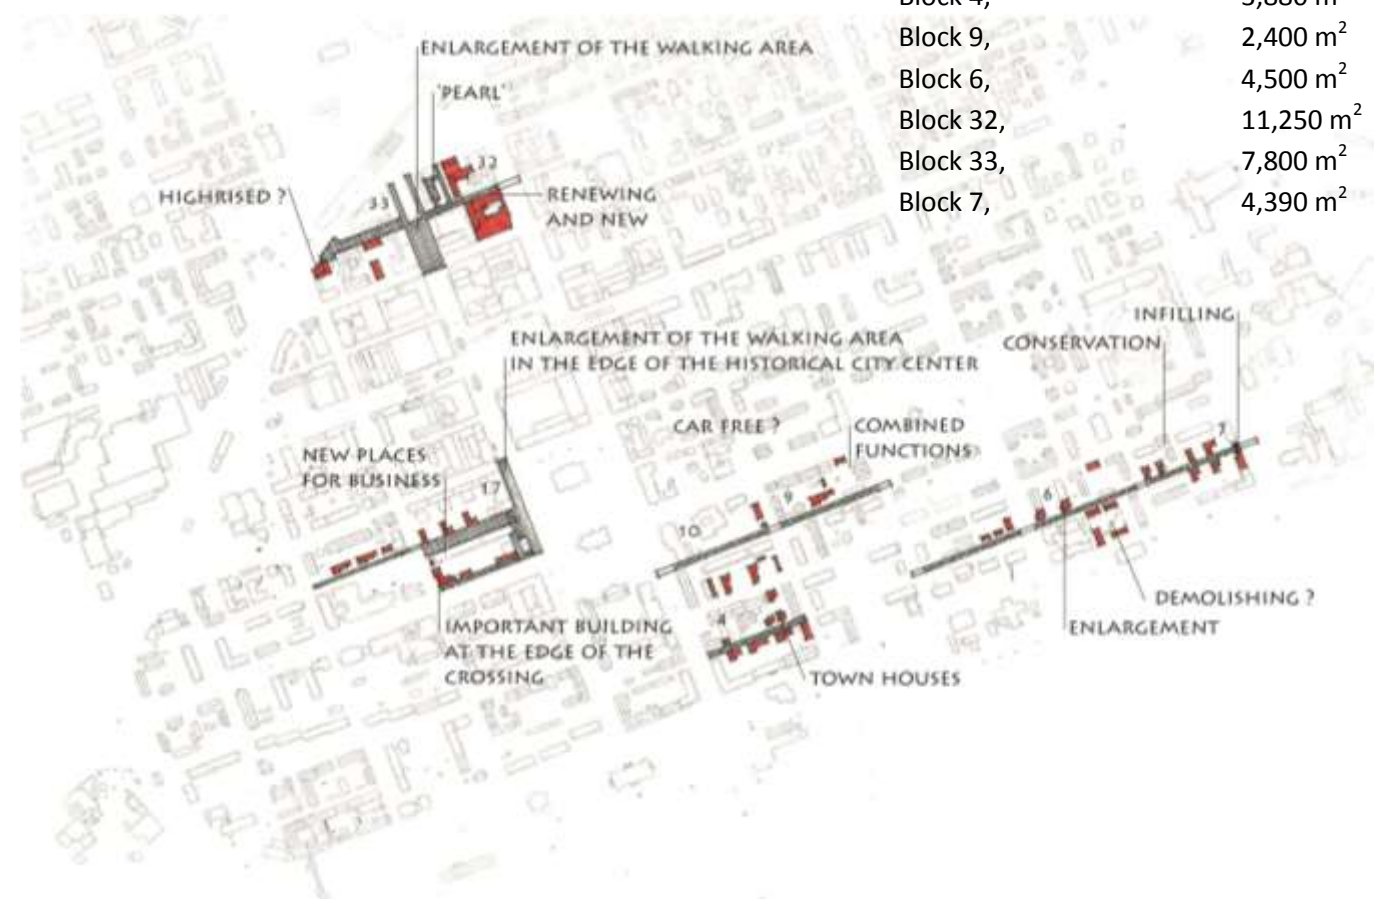 Block 4,
Block 9, 2,400 m²
Block 6, 4,500 m²
Block 32, 11,250 m²
Block 33, 7,800 m²
Block 7, 4,390 m²
ENLARGEMENT OF THE WALKING AREA
'PEARL'
32
HIGHRISED ?
33
RENEWING
AND NEW
INFILLING
CONSERVATION
ENLARGEMENT OF THE WALKING AREA
IN THE EDGE OF THE HISTORICAL CITY CENTER
CAR FREE ?
COMBINED
FUNCTIONS
7
NEW PLACES
FOR BUSINESS
17
9
6
10
4
DEMOLISHING ?
ENLARGEMENT
IMPORTANT BUILDING
AT THE EDGE OF THE
CROSSING
TOWN HOUSES